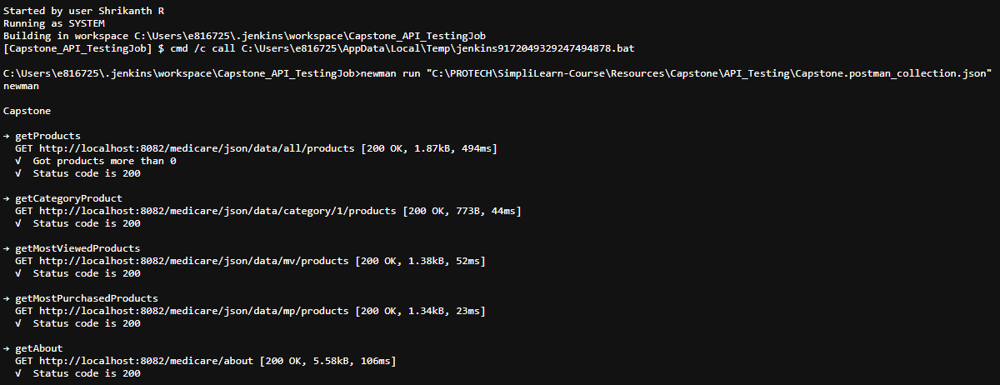 Started by user Shrikanth R
Running as SYSTEM
Building in workspace C:\Users\e816725\.jenkins\workspace\Capstone_API_TestingJob
[Capstone_API_TestingJob] $ cmd /c call C:\Users\e816725\AppData\Local\Temp\jenkins9172049329247494878.bat
C:\Users\e816725\.jenkins\workspace\Capstone_API_TestingJob>newman run "C:\PROTECH\SimpliLearn-Course\Resources\Capstone\API_Testing\Capstone.postman_collection.json"
newman
Capstone
→ getProducts
GET http://localhost:8082/medicare/json/data/all/products [200 OK, 1.87kB, 494ms]
√ Got products more than 0
√ Status code is 200
→ getCategoryProduct
GET http://localhost:8082/medicare/json/data/category/1/products [200 OK, 773B, 44ms]
√ Status code is 200
→ getMostViewedProducts
GET http://localhost:8082/medicare/json/data/mv/products [200 OK, 1.38kB, 52ms]
√ Status code is 200
→ getMostPurchasedProducts
GET http://localhost:8082/medicare/json/data/mp/products [200 OK, 1.34kB, 23ms]
√ Status code is 200
→ getAbout
GET http://localhost:8082/medicare/about [200 OK, 5.58kB, 106ms]
√ Status code is 200